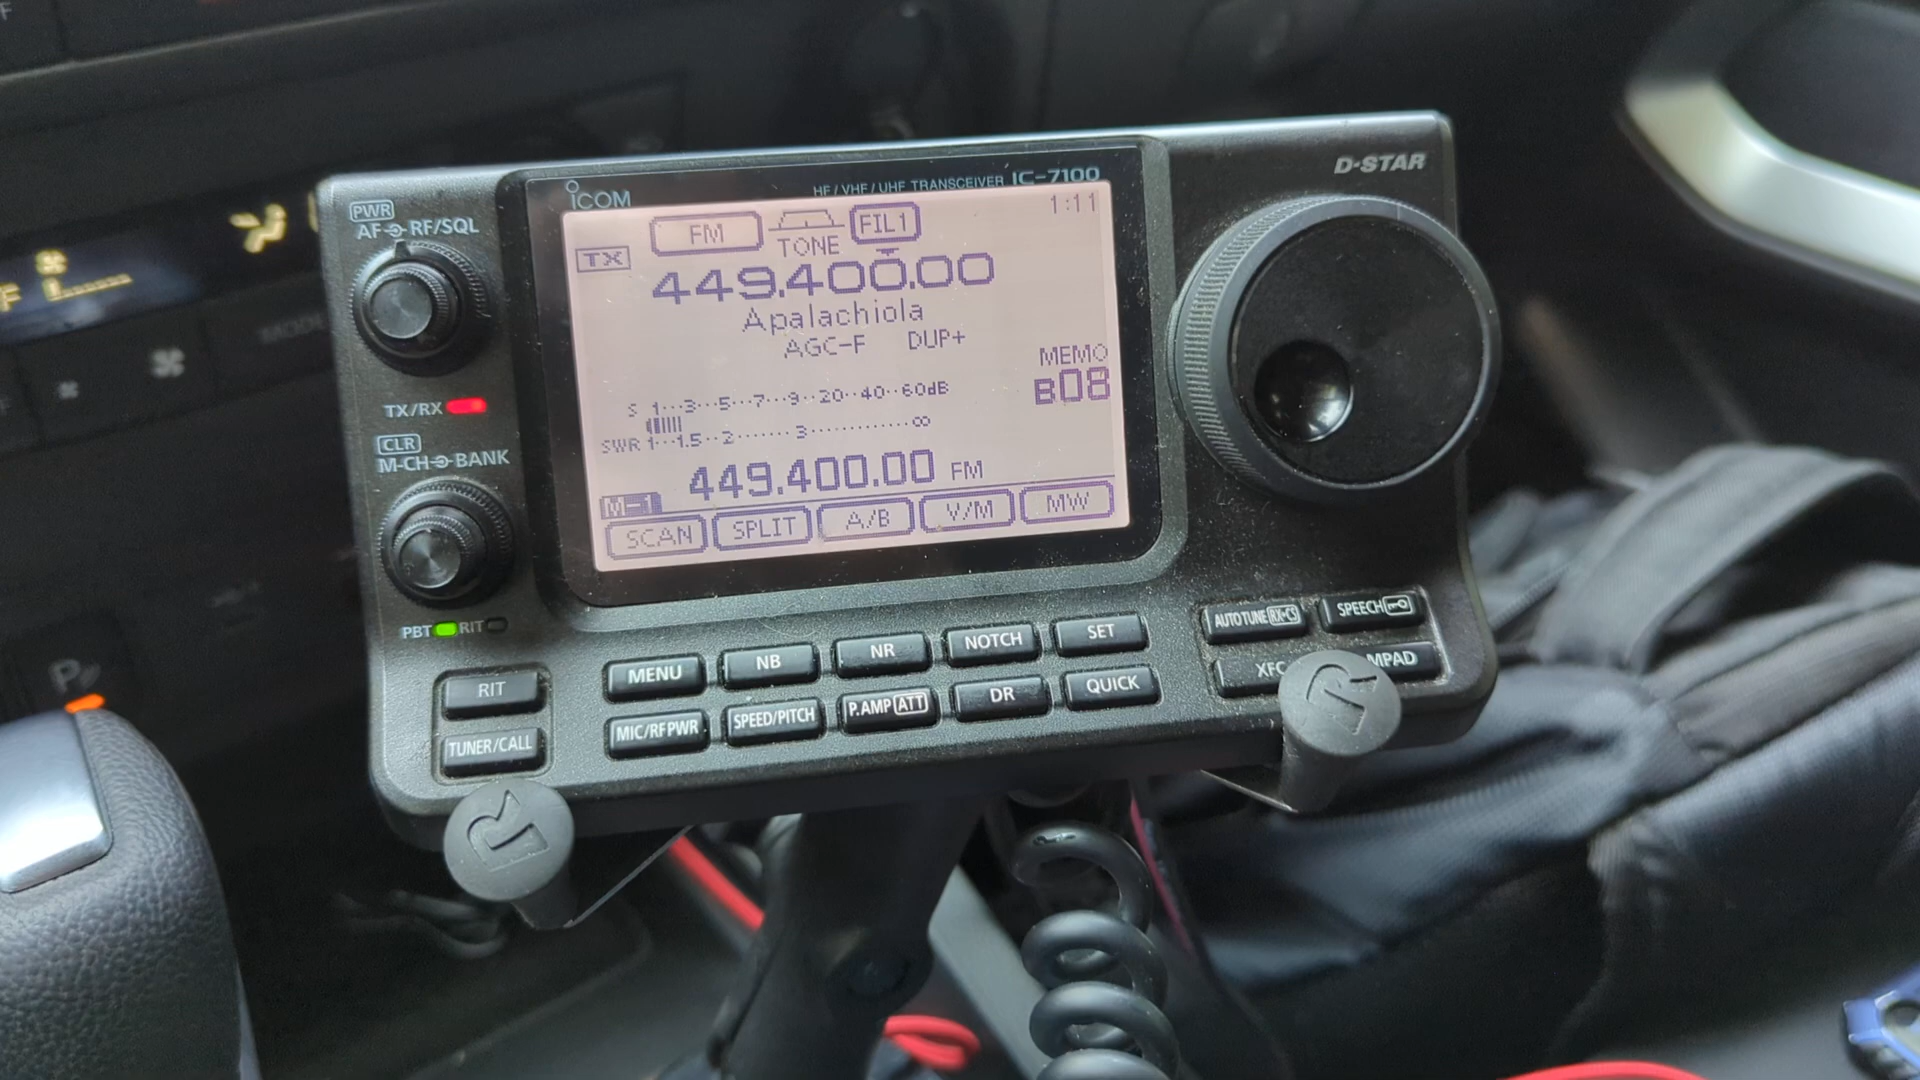 D-STAR
ICOM
HF/VHF/UHF TRANSCEIVER IC-7100
PWR
AF RF/SQL
FM
TONE
FIL1
1:11
TX
449.400.00
Apalachiola
AGC-F DUP+
MEMO
B08
S 1···3···5···7···9··20··40··60dB
SWR 1···1.5··2·······3············∞
449.400.00 FM
M-1
SCAN SPLIT A/B V/M MW
TX/RX
CLR
M-CH BANK
PBT RIT
RIT
TUNER/CALL
MENU NB NR NOTCH SET
MIC/RF PWR SPEED/PITCH P.AMP ATT DR QUICK
AUTO TUNE RX→CS SPEECH
XFC MPAD
P
R
R